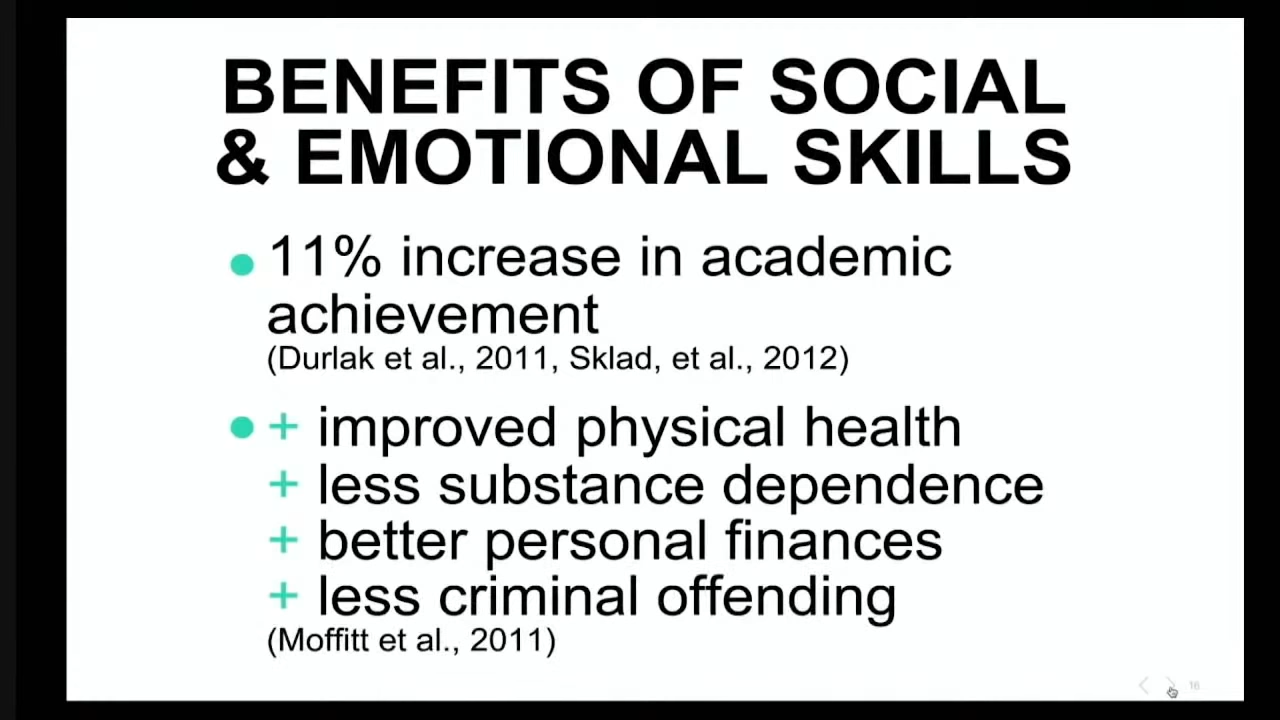 BENEFITS OF SOCIAL
& EMOTIONAL SKILLS
11% increase in academic
achievement
(Durlak et al., 2011, Sklad, et al., 2012)
+ improved physical health
+ less substance dependence
+ better personal finances
+ less criminal offending
(Moffitt et al., 2011)
16